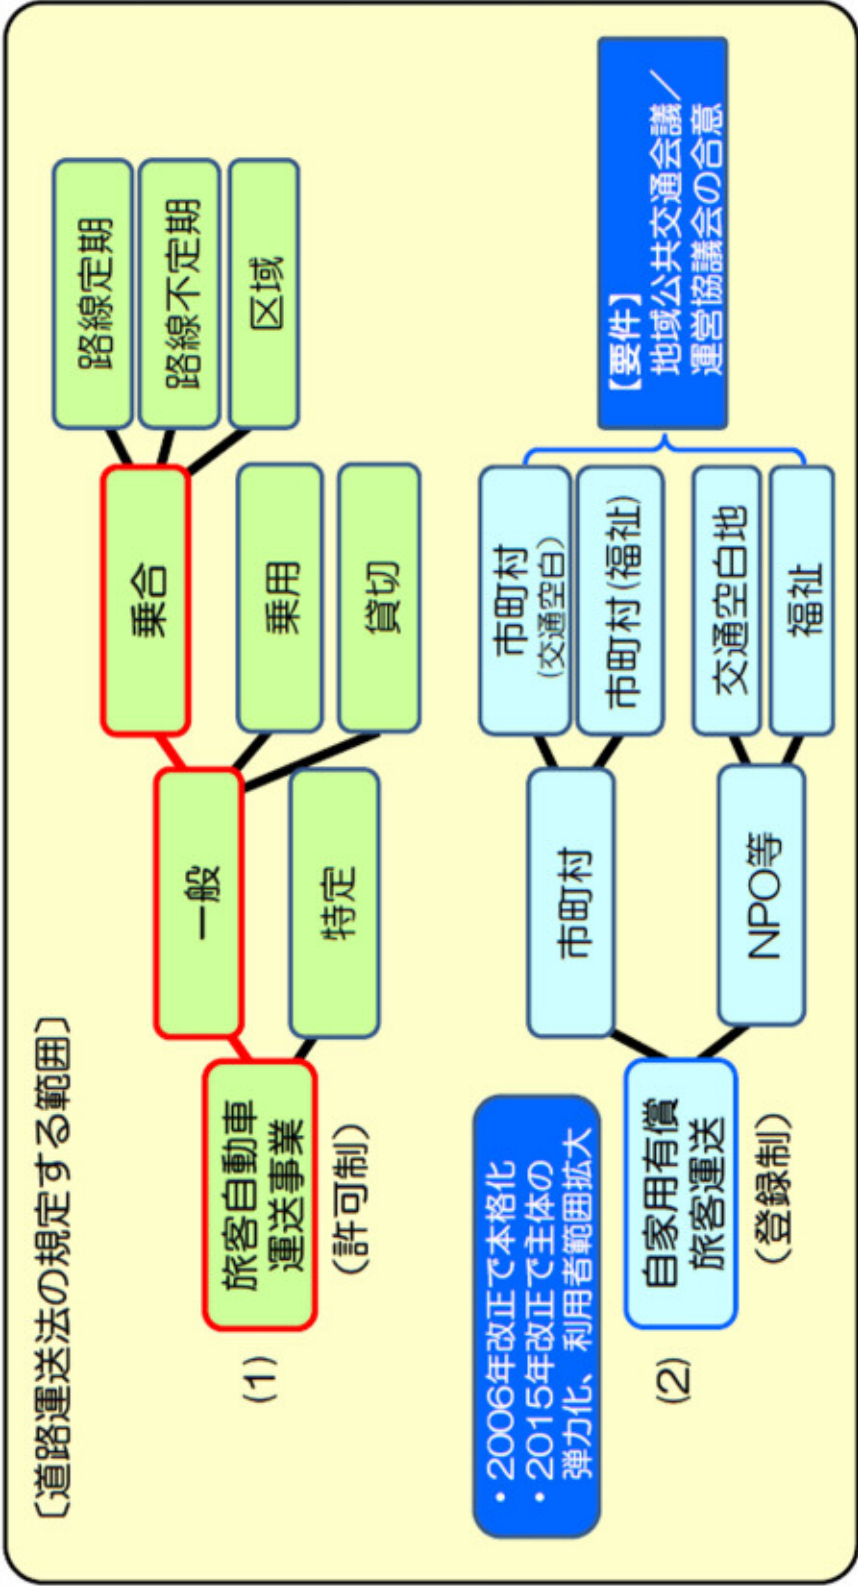 〔道路運送法の規定する範囲〕
(1)
旅客自動車
運送事業
（許可制）
一般
特定
乗合
乗用
貸切
路線定期
路線不定期
区域
・2006年改正で本格化
・2015年改正で主体の
弾力化、利用者範囲拡大
(2)
自家用有償
旅客運送
（登録制）
市町村
NPO等
市町村
（交通空白）
市町村（福祉）
交通空白地
福祉
【要件】
地域公共交通会議／
運営協議会の合意